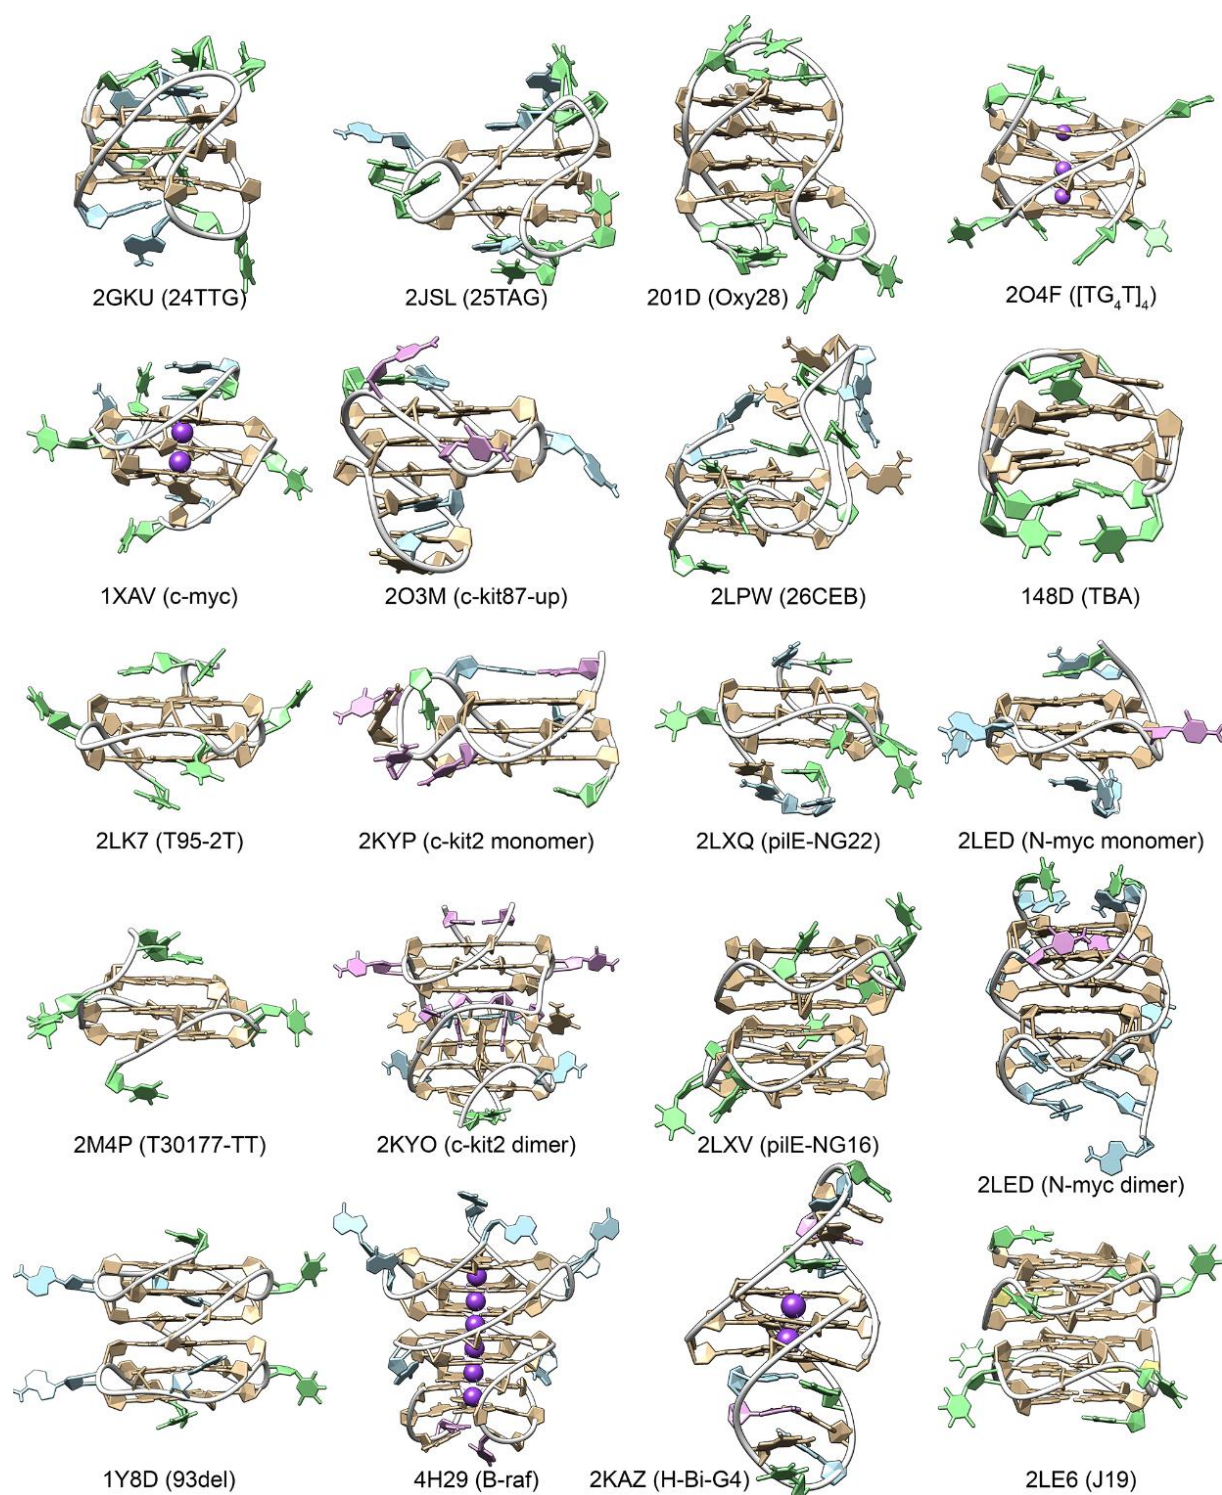 2GKU (24TTG)
2JSL (25TAG)
201D (Oxy28)
2O4F ([TG₄T]₄)
1XAV (c-myc)
2O3M (c-kit87-up)
2LPW (26CEB)
148D (TBA)
2LK7 (T95-2T)
2KYP (c-kit2 monomer)
2LXQ (pilE-NG22)
2LED (N-myc monomer)
2M4P (T30177-TT)
2KYO (c-kit2 dimer)
2LXV (pilE-NG16)
2LED (N-myc dimer)
1Y8D (93del)
4H29 (B-raf)
2KAZ (H-Bi-G4)
2LE6 (J19)